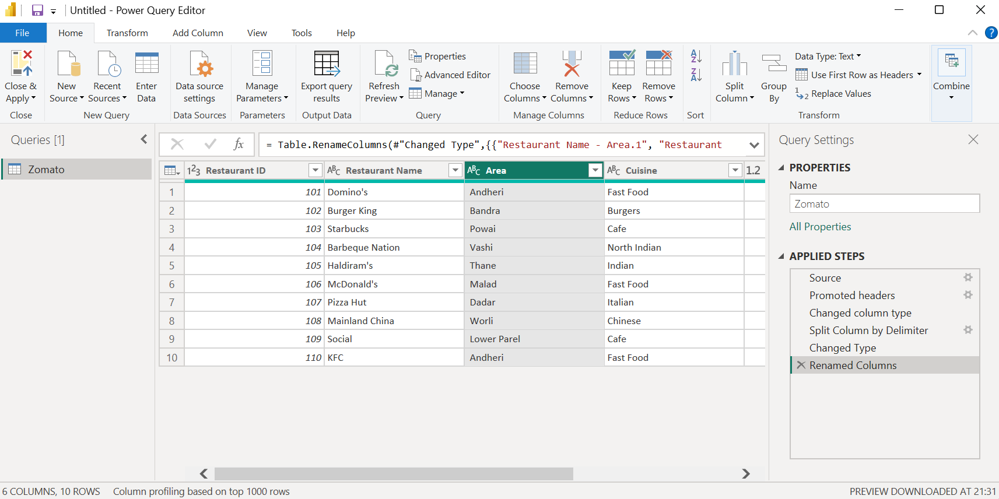 Untitled - Power Query Editor
File Home Transform Add Column View Tools Help
?
Close & Apply
Close
New Source
Recent Sources
Enter Data
New Query
Data source settings
Data Sources
Manage Parameters
Parameters
Export query results
Output Data
Refresh Preview
Properties
Advanced Editor
Manage
Query
Choose Columns
Remove Columns
Manage Columns
Keep Rows
Remove Rows
Reduce Rows
A Z
Z A
Sort
Split Column
Group By
Data Type: Text
Use First Row as Headers
1 2 Replace Values
Transform
Combine
Queries [1]
Zomato
fx
= Table.RenameColumns(#"Changed Type",{{"Restaurant Name - Area.1", "Restaurant
123 Restaurant ID ABC Restaurant Name ABC Area ABC Cuisine 1.2
1 101 Domino's Andheri Fast Food
2 102 Burger King Bandra Burgers
3 103 Starbucks Powai Cafe
4 104 Barbeque Nation Vashi North Indian
5 105 Haldiram's Thane Indian
6 106 McDonald's Malad Fast Food
7 107 Pizza Hut Dadar Italian
8 108 Mainland China Worli Chinese
9 109 Social Lower Parel Cafe
10 110 KFC Andheri Fast Food
Query Settings
PROPERTIES
Name
Zomato
All Properties
APPLIED STEPS
Source
Promoted headers
Changed column type
Split Column by Delimiter
Changed Type
Renamed Columns
6 COLUMNS, 10 ROWS Column profiling based on top 1000 rows
PREVIEW DOWNLOADED AT 21:31